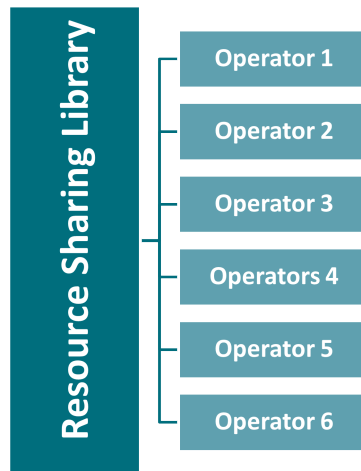 Resource Sharing Library
Operator 1
Operator 2
Operator 3
Operators 4
Operator 5
Operator 6